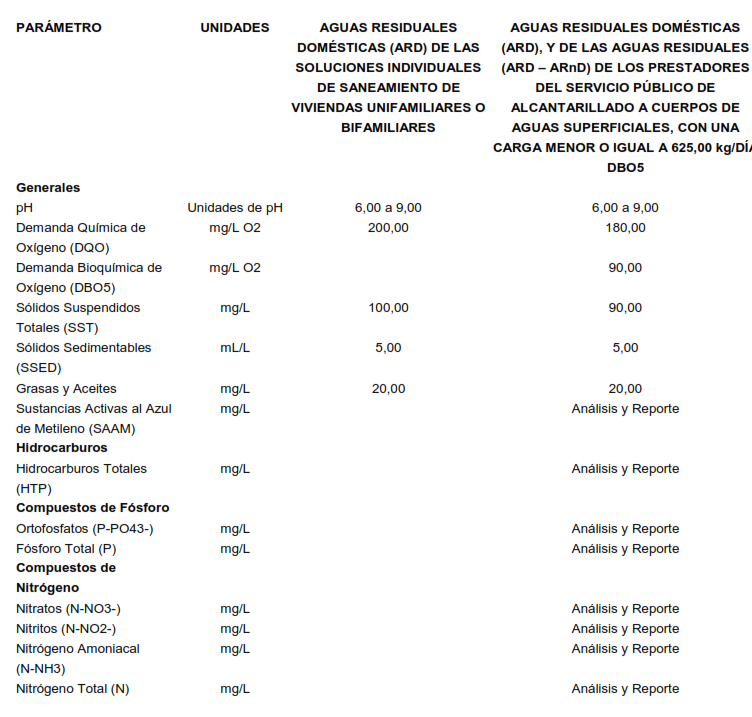 PARÁMETRO UNIDADES AGUAS RESIDUALES AGUAS RESIDUALES DOMÉSTICAS
DOMÉSTICAS (ARD) DE LAS (ARD), Y DE LAS AGUAS RESIDUALES
SOLUCIONES INDIVIDUALES (ARD – ARnD) DE LOS PRESTADORES
DE SANEAMIENTO DE DEL SERVICIO PÚBLICO DE
VIVIENDAS UNIFAMILIARES O ALCANTARILLADO A CUERPOS DE
BIFAMILIARES AGUAS SUPERFICIALES, CON UNA
CARGA MENOR O IGUAL A 625,00 kg/DÍA
DBO5
Generales
pH Unidades de pH 6,00 a 9,00 6,00 a 9,00
Demanda Química de mg/L O2 200,00 180,00
Oxígeno (DQO)
Demanda Bioquímica de mg/L O2 90,00
Oxígeno (DBO5)
Sólidos Suspendidos mg/L 100,00 90,00
Totales (SST)
Sólidos Sedimentables mL/L 5,00 5,00
(SSED)
Grasas y Aceites mg/L 20,00 20,00
Sustancias Activas al Azul mg/L Análisis y Reporte
de Metileno (SAAM)
Hidrocarburos
Hidrocarburos Totales mg/L Análisis y Reporte
(HTP)
Compuestos de Fósforo
Ortofosfatos (P-PO43-) mg/L Análisis y Reporte
Fósforo Total (P) mg/L Análisis y Reporte
Compuestos de
Nitrógeno
Nitratos (N-NO3-) mg/L Análisis y Reporte
Nitritos (N-NO2-) mg/L Análisis y Reporte
Nitrógeno Amoniacal mg/L Análisis y Reporte
(N-NH3)
Nitrógeno Total (N) mg/L Análisis y Reporte